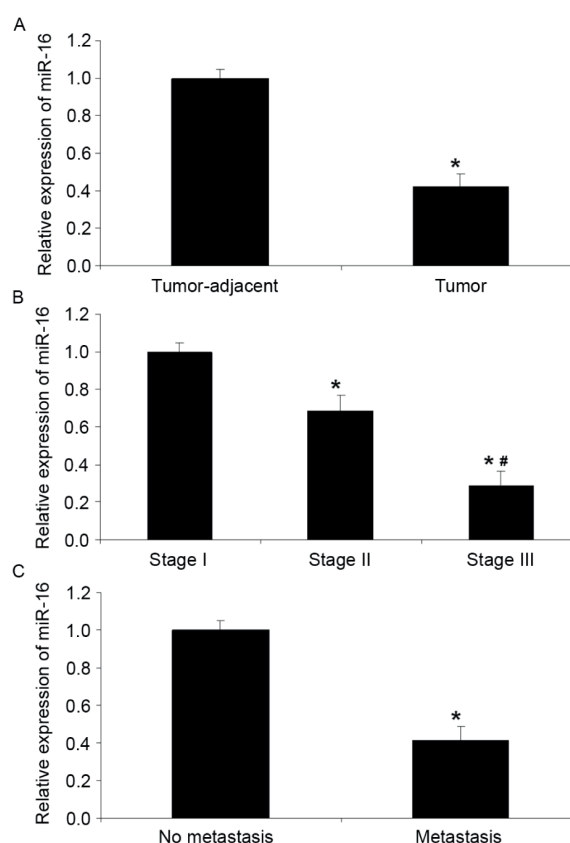 A
Relative expression of miR-16
1.2
1.0
0.8
0.6
0.4
0.2
0.0
*
Tumor-adjacent Tumor
B
Relative expression of miR-16
1.2
1.0
0.8
0.6
0.4
0.2
0.0
*
* #
Stage I Stage II Stage III
C
Relative expression of miR-16
1.2
1.0
0.8
0.6
0.4
0.2
0.0
*
No metastasis Metastasis